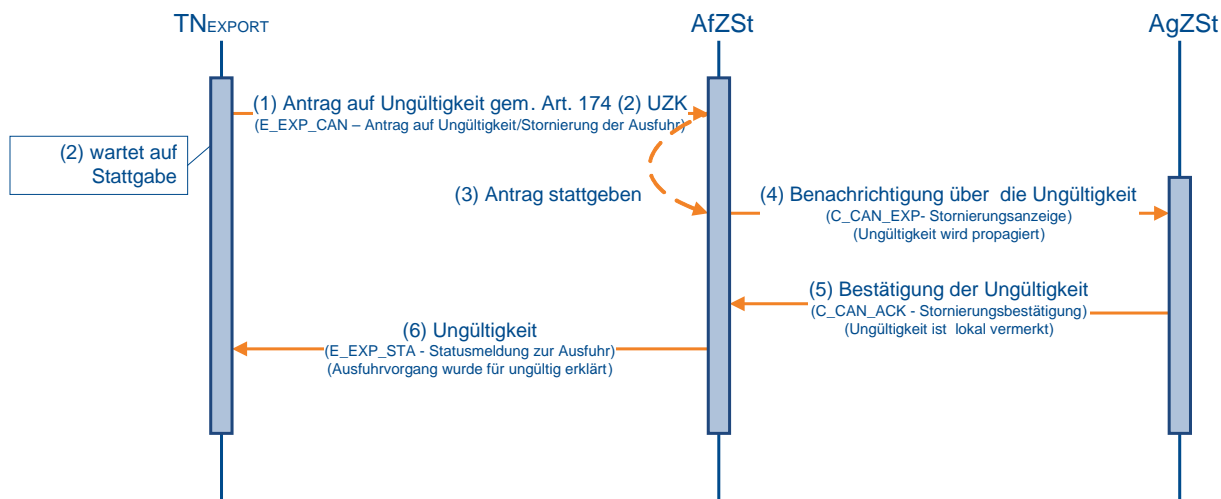 TNEXPORT
AfZSt
AgZSt
(1) Antrag auf Ungültigkeit gem. Art. 174 (2) UZK
(E_EXP_CAN – Antrag auf Ungültigkeit/Stornierung der Ausfuhr)
(2) wartet auf
Stattgabe
(3) Antrag stattgeben
(4) Benachrichtigung über die Ungültigkeit
(C_CAN_EXP- Stornierungsanzeige)
(Ungültigkeit wird propagiert)
(5) Bestätigung der Ungültigkeit
(C_CAN_ACK - Stornierungsbestätigung)
(Ungültigkeit ist lokal vermerkt)
(6) Ungültigkeit
(E_EXP_STA - Statusmeldung zur Ausfuhr)
(Ausfuhrvorgang wurde für ungültig erklärt)